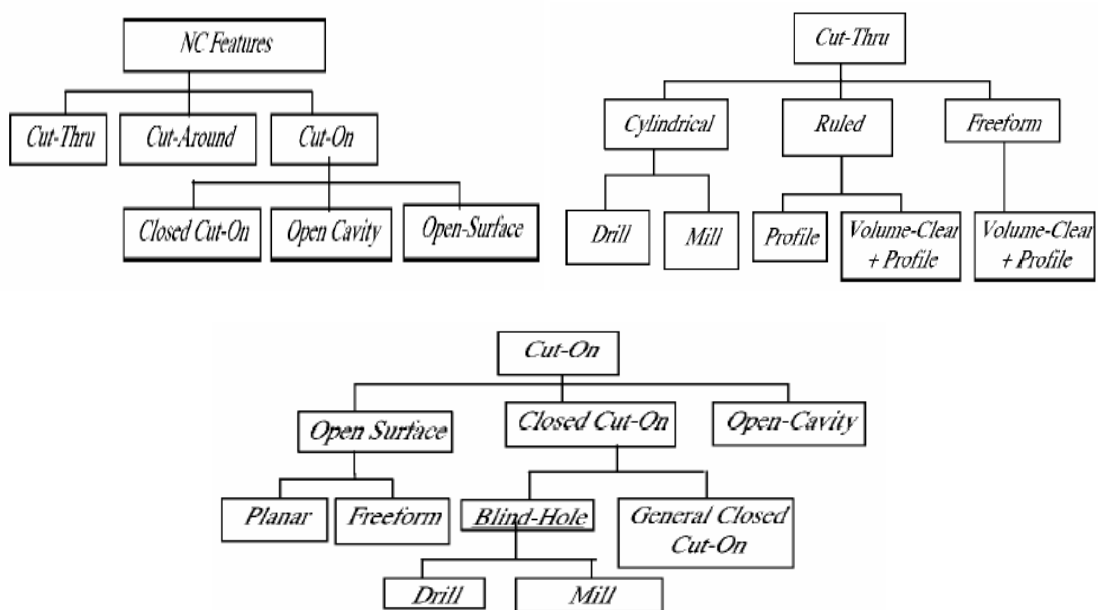 NC Features
Cut-Thru
Cut-Around
Cut-On
Closed Cut-On
Open Cavity
Open-Surface
Cut-Thru
Cylindrical
Ruled
Freeform
Drill
Mill
Profile
Volume-Clear
+ Profile
Volume-Clear
+ Profile
Cut-On
Open Surface
Closed Cut-On
Open-Cavity
Planar
Freeform
Blind-Hole
General Closed
Cut-On
Drill
Mill